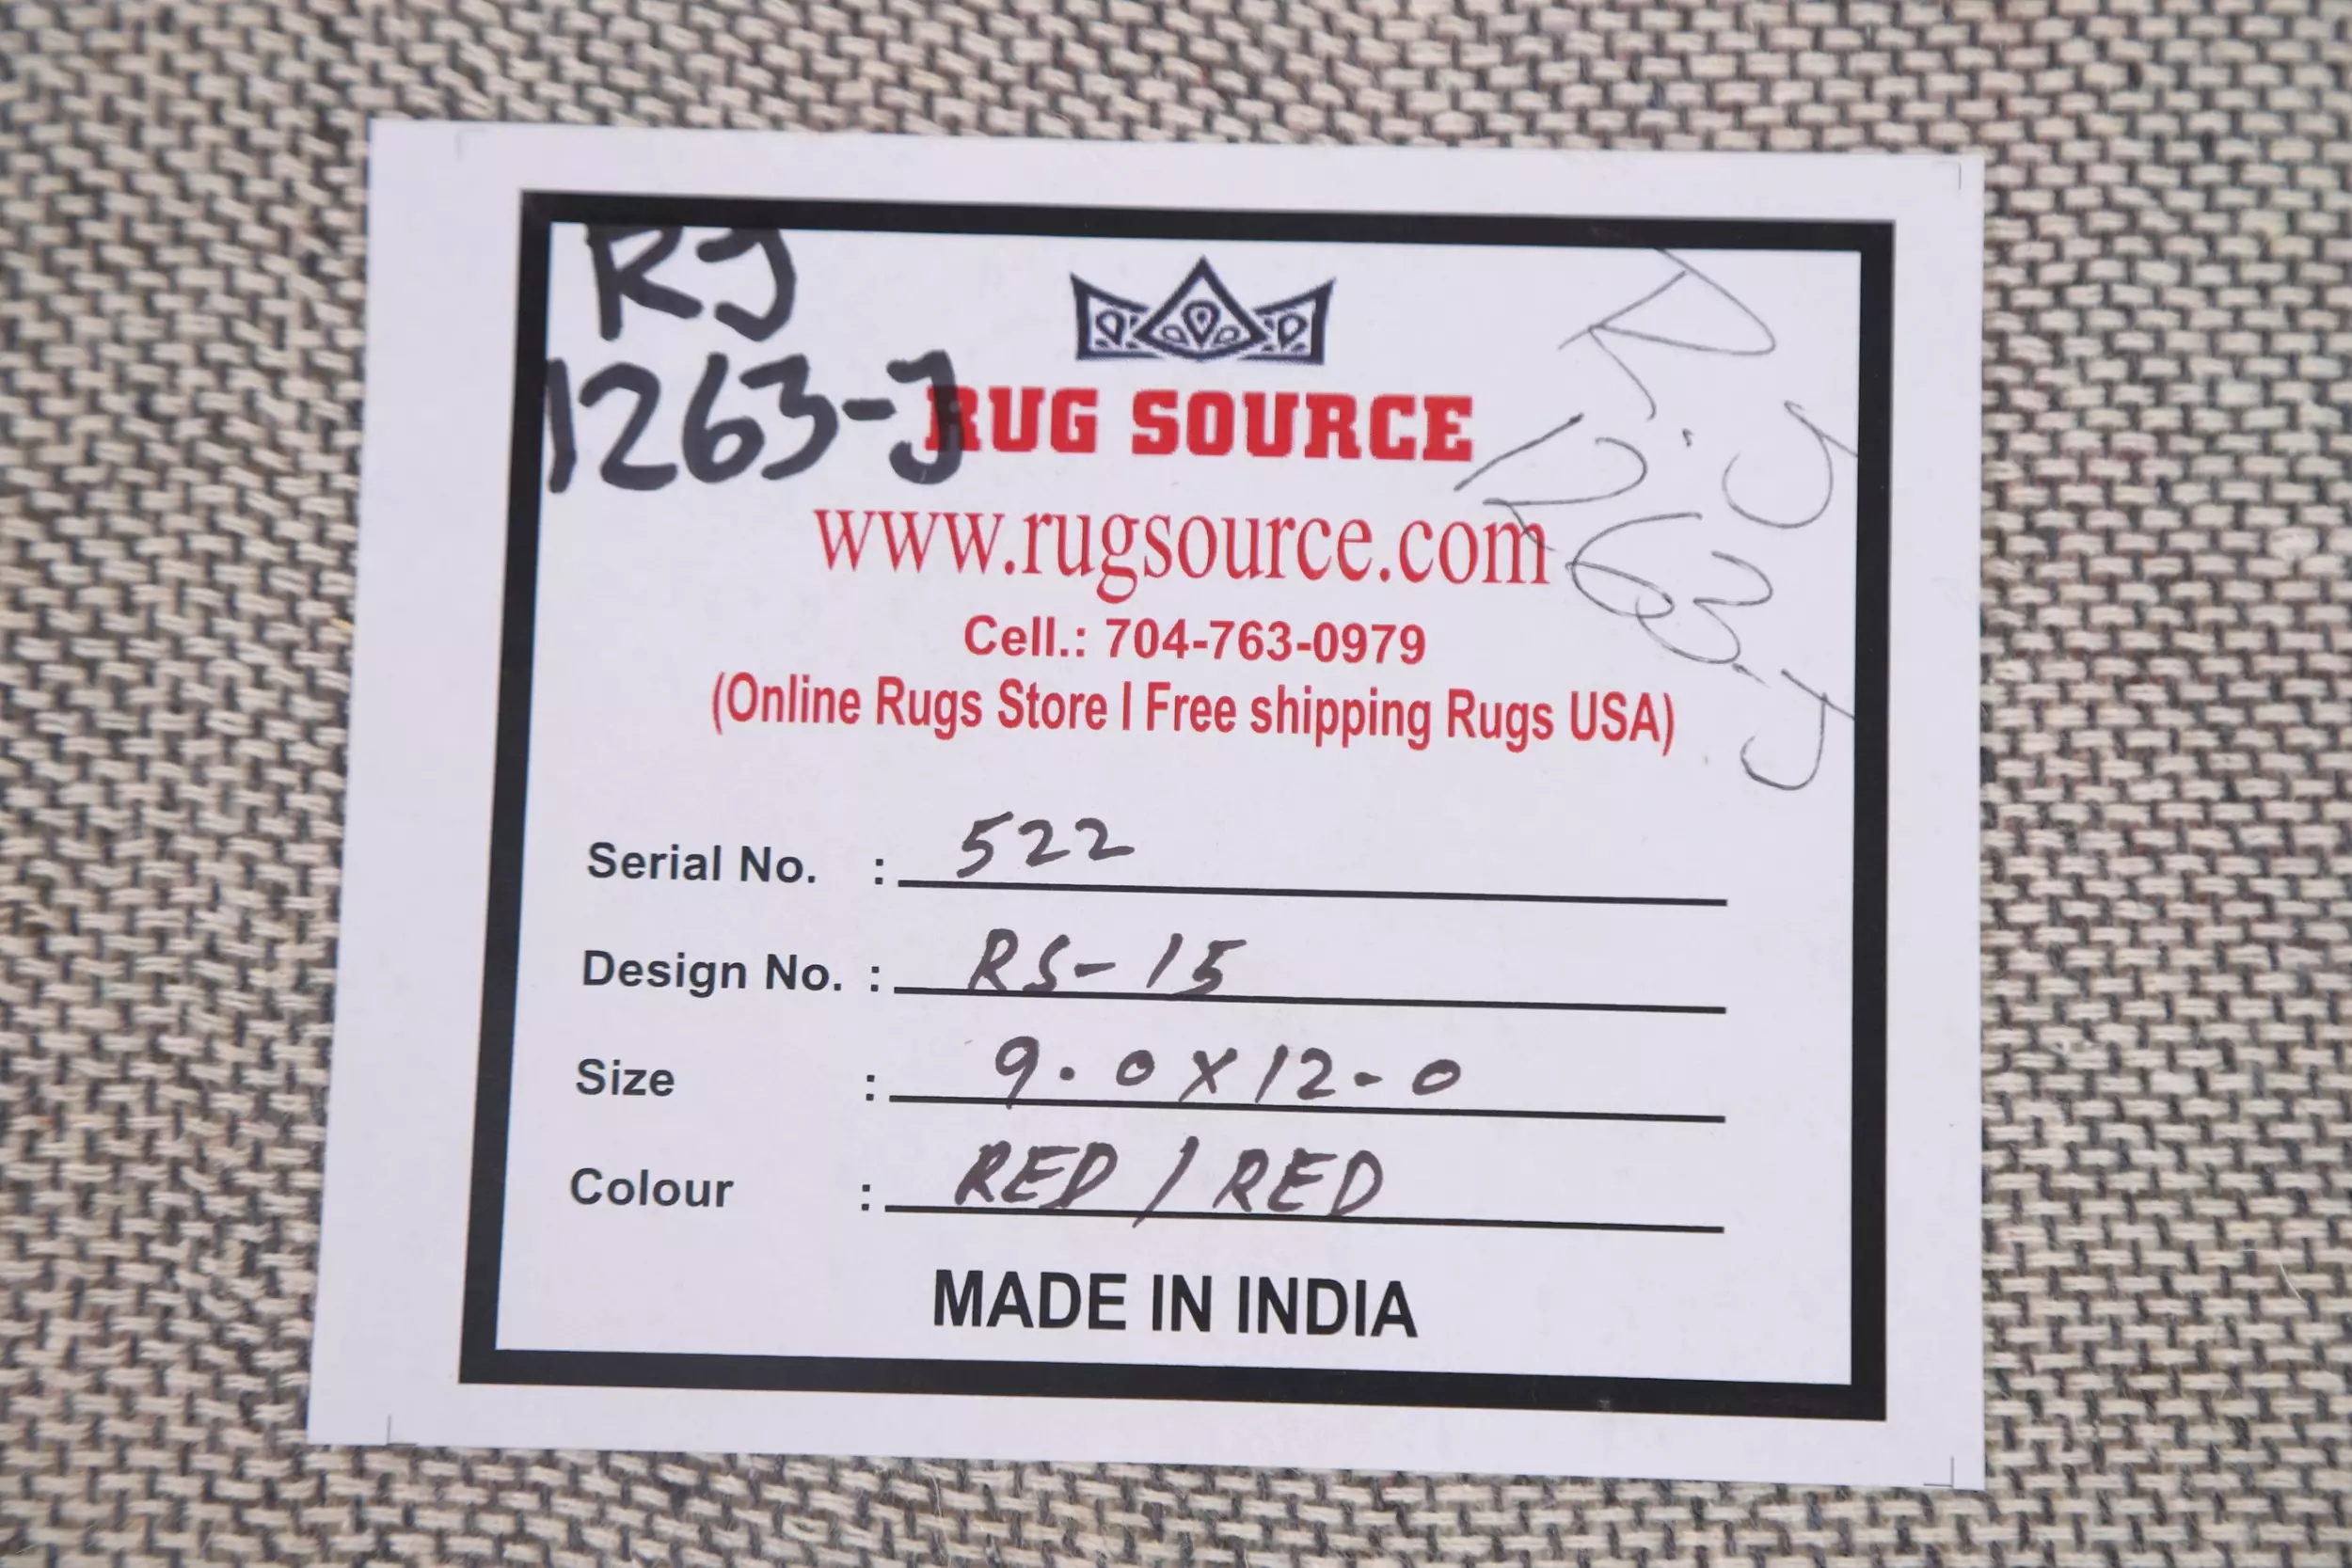 RJ
1263-J
RUG SOURCE
www.rugsource.com
Cell.: 704-763-0979
(Online Rugs Store I Free shipping Rugs USA)
R.J
1263-J
Serial No. : 522
Design No. : RS-15
Size : 9.0X12-0
Colour : RED/RED
MADE IN INDIA